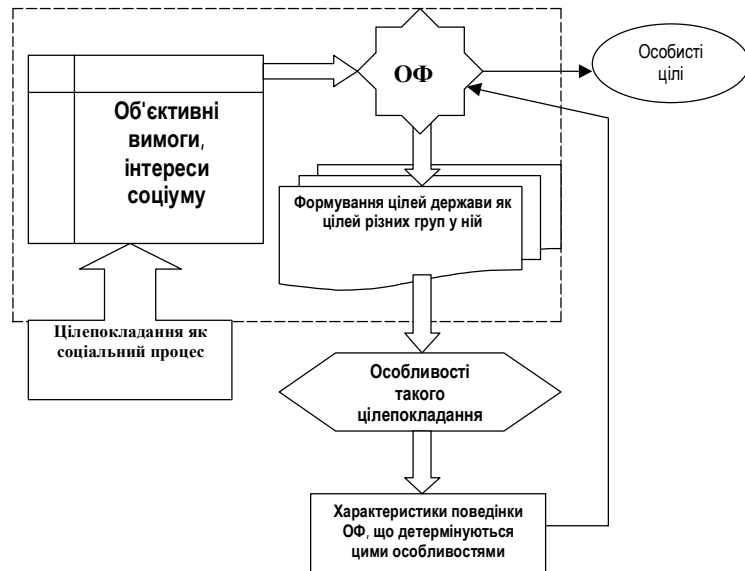 Об'єктивні
вимоги,
інтереси
соціуму
ОФ
Особисті
цілі
Формування цілей держави як
цілей різних груп у ній
Цілепокладання як
соціальний процес
Особливості
такого
цілепокладання
Характеристики поведінки
ОФ, що детермінуються
цими особливостями